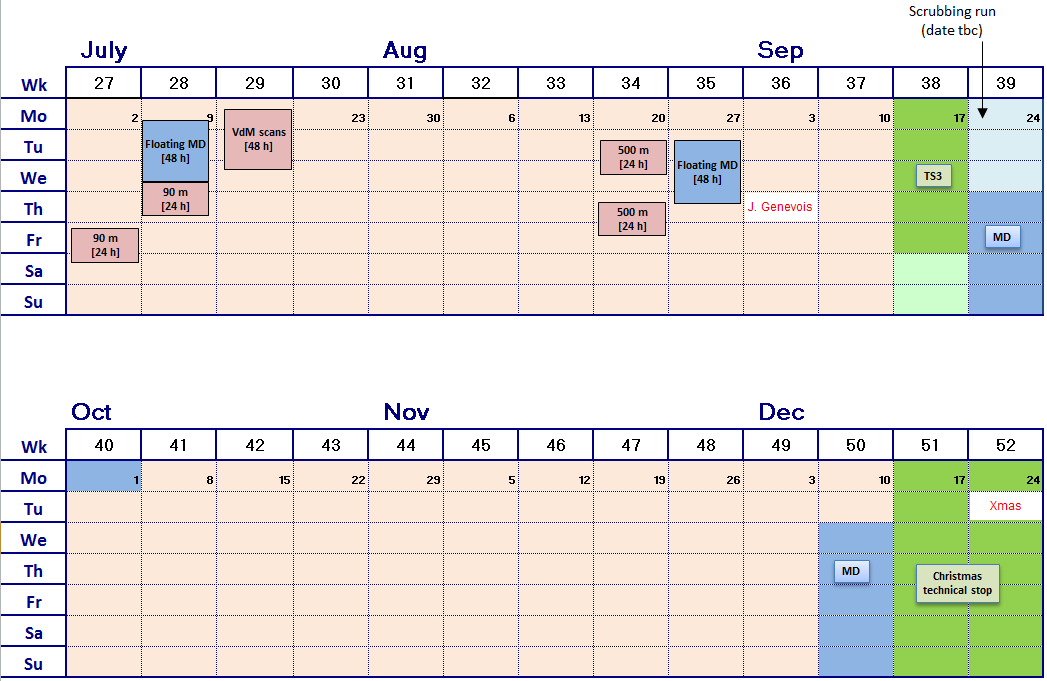 Scrubbing run
(date tbc)
July Aug Sep
Wk 27 28 29 30 31 32 33 34 35 36 37 38 39
Mo 2 9 23 30 6 13 20 27 3 10 17 24
Tu
We
Th
Fr
Sa
Su
Floating MD
[48 h]
90 m
[24 h]
90 m
[24 h]
VdM scans
[48 h]
500 m
[24 h]
500 m
[24 h]
Floating MD
[48 h]
J. Genevois
TS3
MD
Oct Nov Dec
Wk 40 41 42 43 44 45 46 47 48 49 50 51 52
Mo 1 8 15 22 29 5 12 19 26 3 10 17 24
Tu Xmas
We
Th
Fr
Sa
Su
MD
Christmas
technical stop